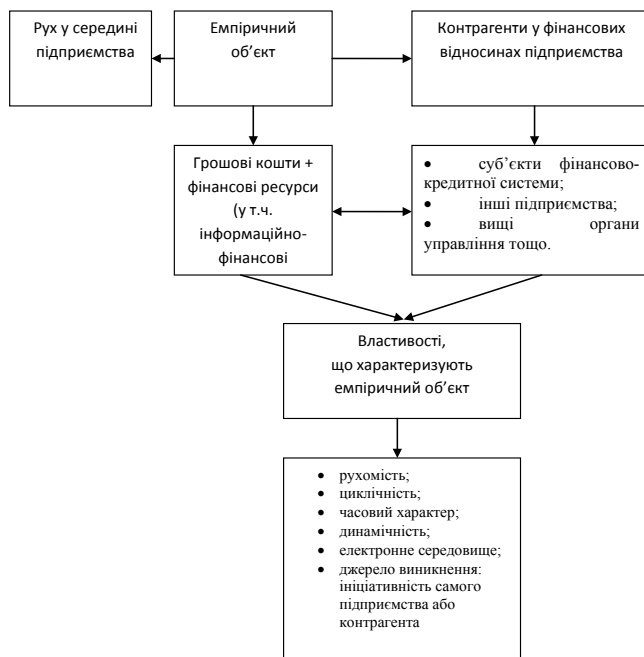 Рух у середині
підприємства
Емпіричний
об’єкт
Контрагенти у фінансових
відносинах підприємства
Грошові кошти +
фінансові ресурси
(у т.ч.
інформаційно-
фінансові
• суб’єкти фінансово-
кредитної системи;
• інші підприємства;
• вищі органи
управління тощо.
Властивості,
що характеризують
емпіричний об’єкт
• рухомість;
• циклічність;
• часовий характер;
• динамічність;
• електронне середовище;
• джерело виникнення:
ініціативність самого
підприємства або
контрагента